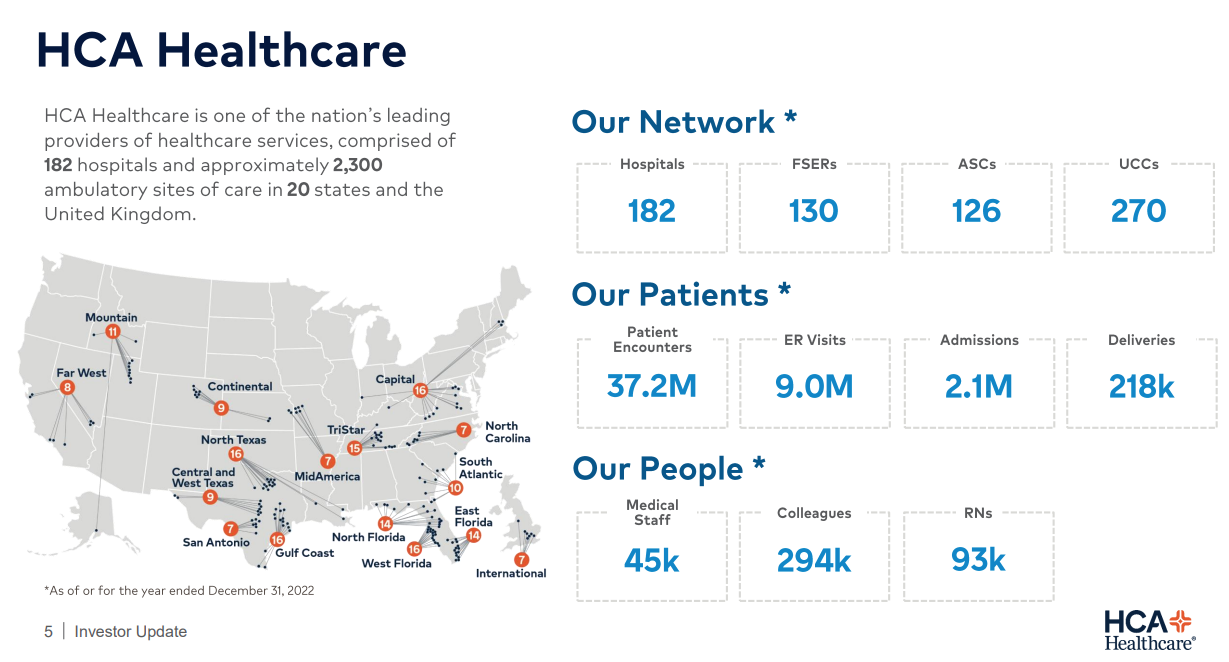 HCA Healthcare
HCA Healthcare is one of the nation's leading
providers of healthcare services, comprised of
182 hospitals and approximately 2,300
ambulatory sites of care in 20 states and the
United Kingdom.
Mountain
11
Far West
8
Continental
9
Capital
16
North Texas
16
TriStar
15
North
Carolina
7
Central and
West Texas
9
MidAmerica
7
South
Atlantic
10
San Antonio
7
Gulf Coast
16
North Florida
14
East
Florida
14
West Florida
16
International
7
*As of or for the year ended December 31, 2022
Our Network *
Hospitals
182
FSERs
130
ASCs
126
UCCs
270
Our Patients *
Patient
Encounters
37.2M
ER Visits
9.0M
Admissions
2.1M
Deliveries
218k
Our People *
Medical
Staff
45k
Colleagues
294k
RNs
93k
5 | Investor Update
HCA
Healthcare®